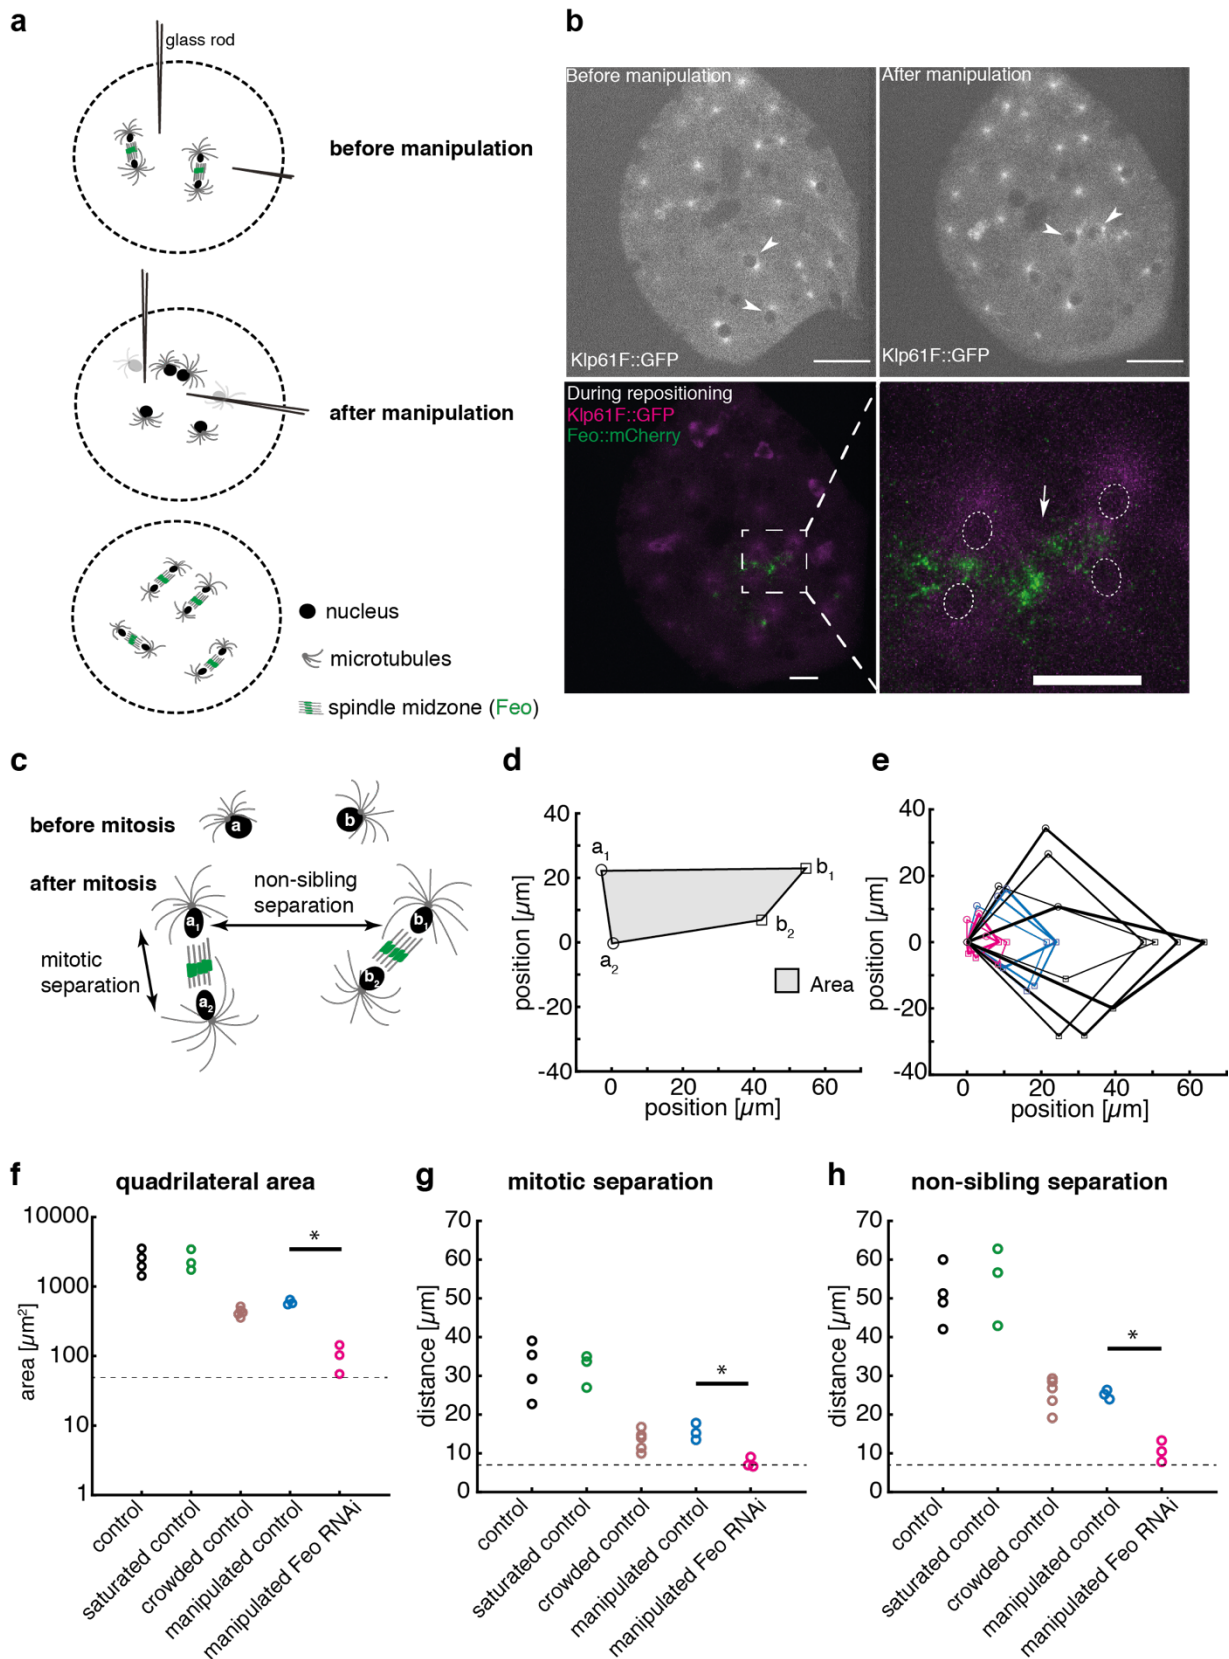 a
glass rod
before manipulation
after manipulation
nucleus
microtubules
spindle midzone (Feo)
b
Before manipulation
Klp61F::GFP
After manipulation
Klp61F::GFP
During repositioning
Klp61F::GFP
Feo::mCherry
c
before mitosis
a
b
after mitosis
non-sibling
separation
mitotic
separation
a1
a2
b1
b2
d
position [µm]
40
20
0
-20
-40
a1
b1
b2
a2
Area
0 20 40 60
position [µm]
e
position [µm]
40
20
0
-20
-40
0 20 40 60
position [µm]
f
quadrilateral area
area [µm²]
10000
1000
100
10
1
*
control
saturated control
crowded control
manipulated control
manipulated Feo RNAi
g
mitotic separation
distance [µm]
70
60
50
40
30
20
10
0
*
control
saturated control
crowded control
manipulated control
manipulated Feo RNAi
h
non-sibling separation
distance [µm]
70
60
50
40
30
20
10
0
*
control
saturated control
crowded control
manipulated control
manipulated Feo RNAi